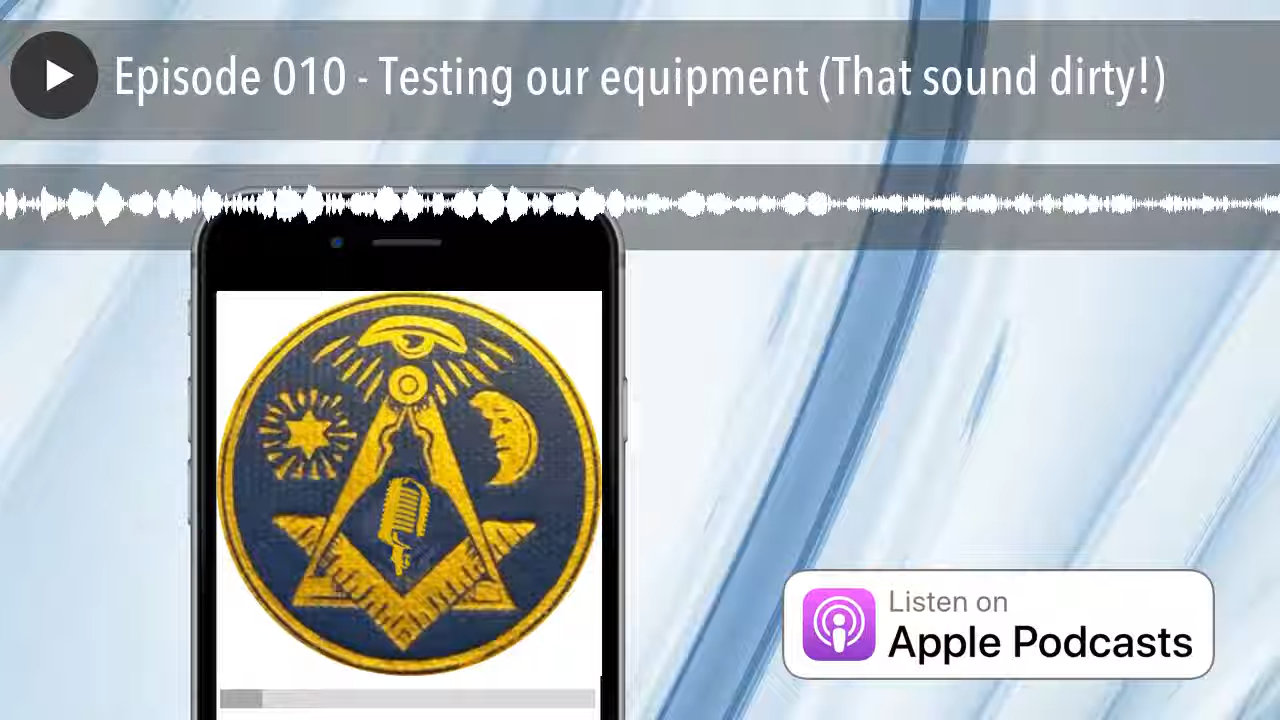 Episode 010 - Testing our equipment (That sound dirty!)
Listen on
Apple Podcasts